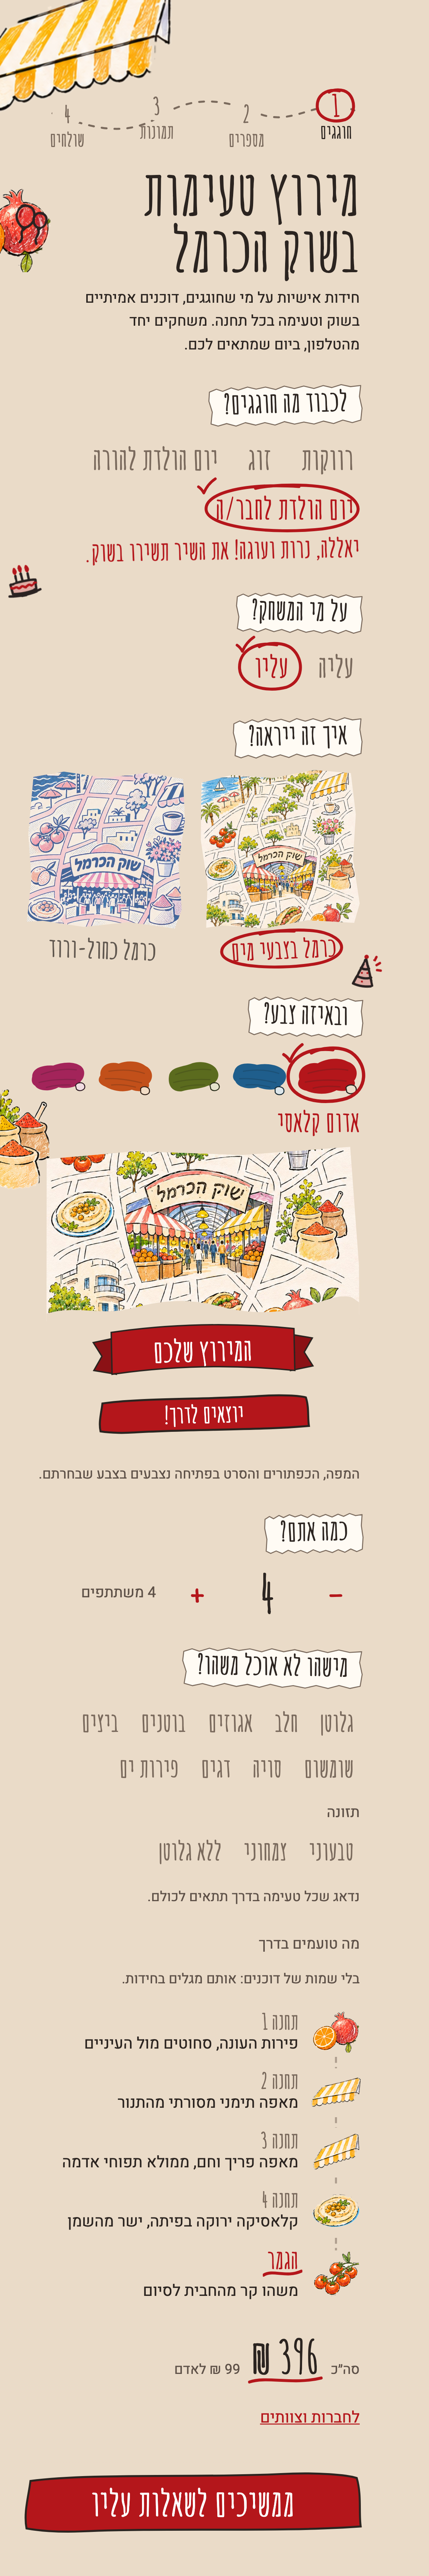 1
חוגגים
2
מספרים
3
תמונות
4
שולחים
מירוץ טעימות
בשוק הכרמל
חידות אישיות על מי שחוגגים, דוכנים אמיתיים
בשוק וטעימה בכל תחנה. משחקים יחד
מהטלפון, ביום שמתאים לכם.
לכבוד מה חוגגים?
רווקות זוג יום הולדת להורה
יום הולדת לחבר/ה
יאללה, נרות ועוגה! את השיר תשירו בשוק.
על מי המשחק?
עליה עליו
איך זה ייראה?
שוק הכרמל
שוק הכרמל
כרמל בצבעי מים
כרמל כחול-ורוד
ובאיזה צבע?
אדום קלאסי
שוק הכרמל
המירוץ שלכם
יוצאים לדרך!
המפה, הכפתורים והסרט בפתיחה נצבעים בצבע שבחרתם.
כמה אתם?
− 4 + 4 משתתפים
מישהו לא אוכל משהו?
גלוטן חלב אגוזים בוטנים ביצים
שומשום סויה דגים פירות ים
תזונה
טבעוני צמחוני ללא גלוטן
נדאג שכל טעימה בדרך תתאים לכולם.
מה טועמים בדרך
בלי שמות של דוכנים: אותם מגלים בחידות.
תחנה 1
פירות העונה, סחוטים מול העיניים
תחנה 2
מאפה תימני מסורתי מהתנור
תחנה 3
מאפה פריך וחם, ממולא תפוחי אדמה
תחנה 4
קלאסיקה ירוקה בפיתה, ישר מהשמן
הגמר
משהו קר מהחבית לסיום
סה״כ 396 ₪ 99 ₪ לאדם
לחברות וצוותים
ממשיכים לשאלות עליו